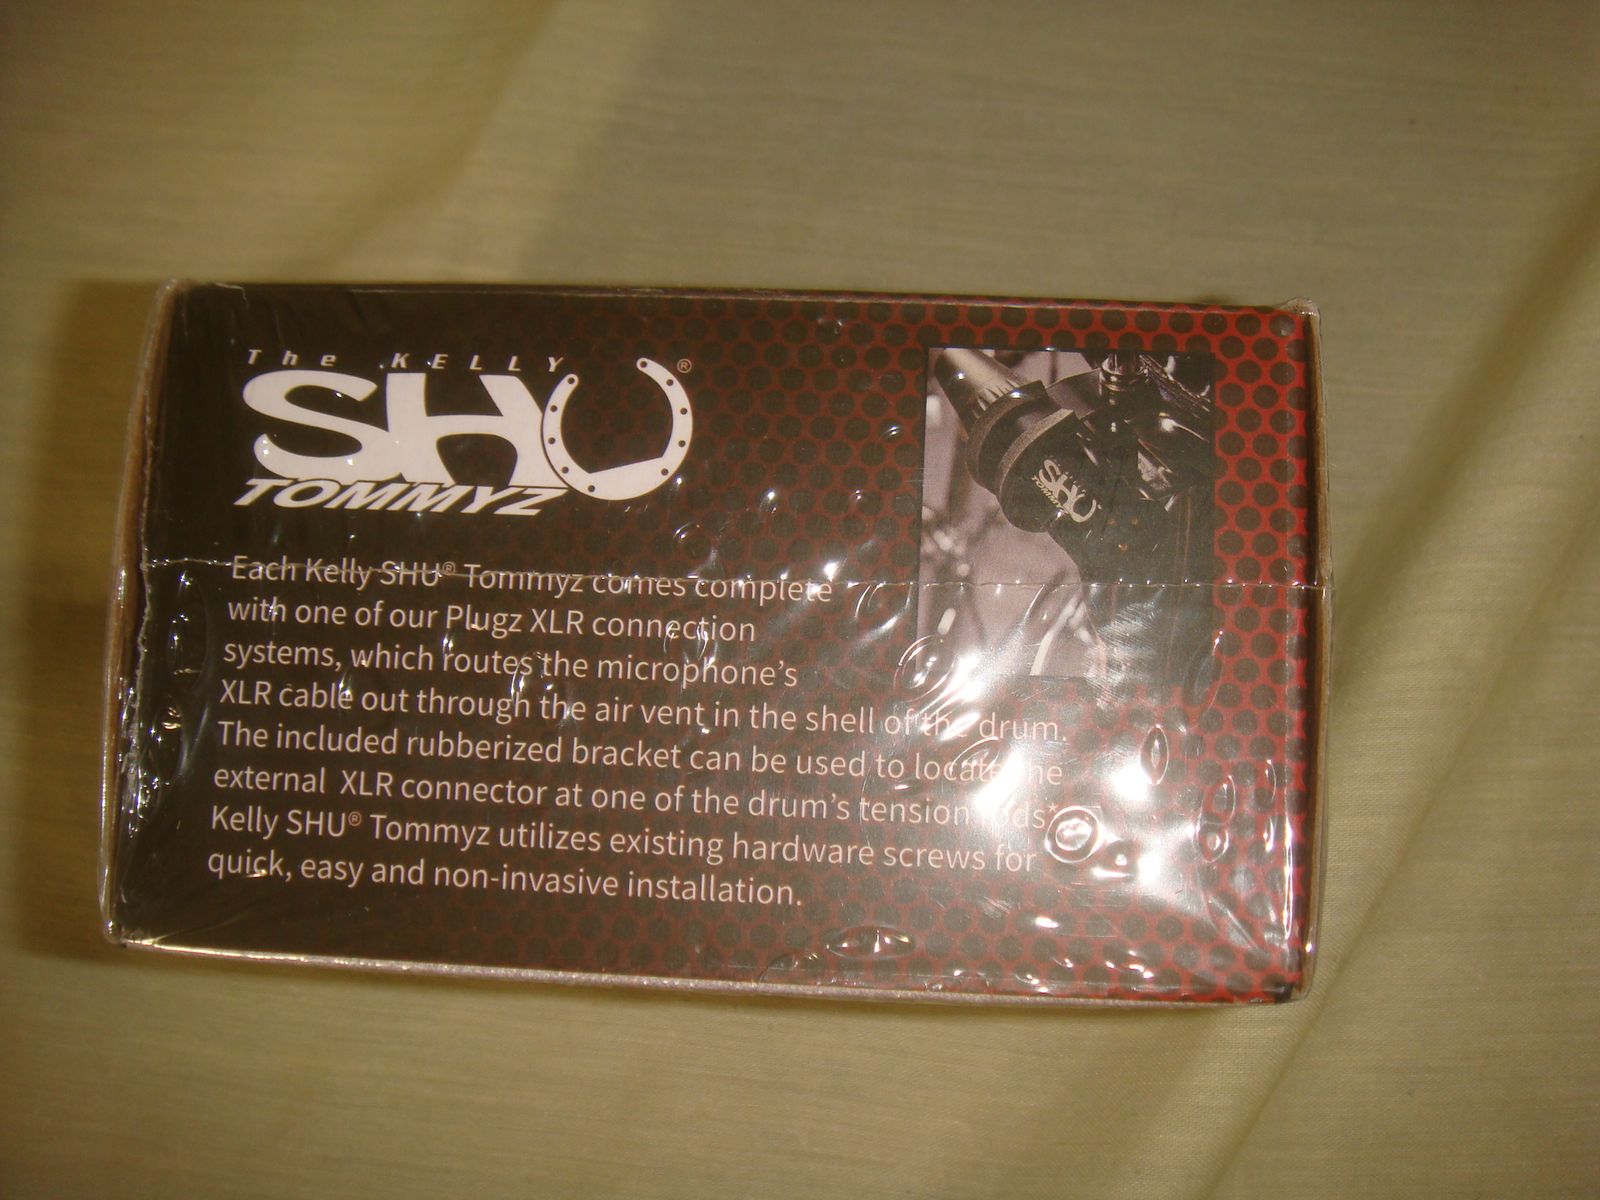 The KELLY
SHU®
TOMMYZ
SHU
TOMMYZ
Each Kelly SHU® Tommyz comes complete
with one of our Plugz XLR connection
systems, which routes the microphone's
XLR cable out through the air vent in the shell of the drum.
The included rubberized bracket can be used to locate the
external XLR connector at one of the drum's tension rods*
Kelly SHU® Tommyz utilizes existing hardware screws for
quick, easy and non-invasive installation.